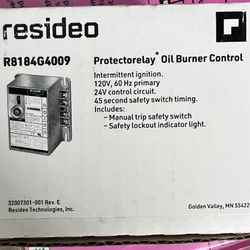 resideo
R8184G4009
Protectorelay® Oil Burner Control
Intermittent ignition.
120V, 60 Hz primary
24V control circuit.
45 second safety switch timing.
Includes:
- Manual trip safety switch
- Safety lockout indicator light.
32007301-001 Rev. E
Resideo Technologies, Inc.
Golden Valley, MN 55422